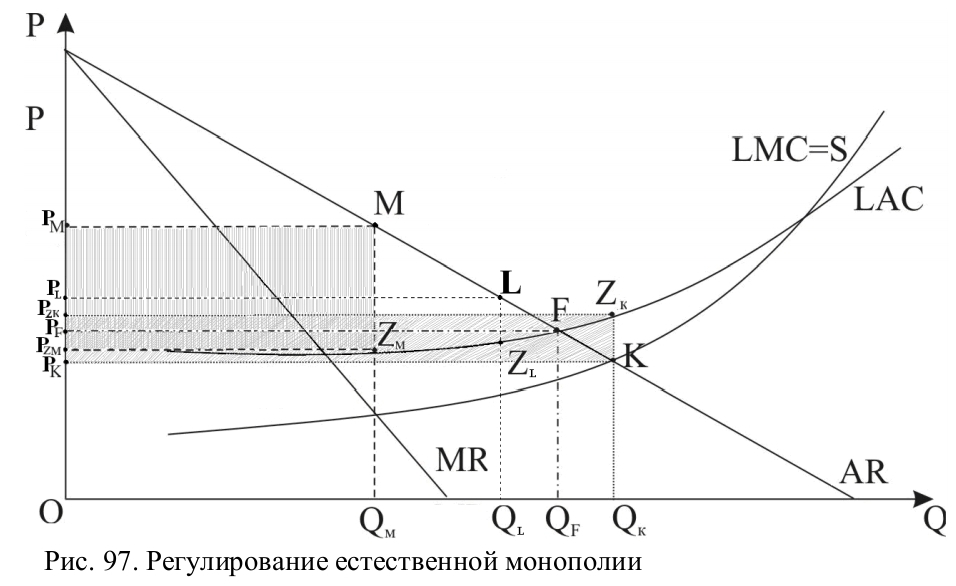 P
P
LMC=S
LAC
M
P_M
L
P_L
F
Z_K
P_ZK
P_F
P_ZM
Z_M
Z_L
K
P_K
MR
AR
O
Q_M
Q_L
Q_F
Q_K
Q
Рис. 97. Регулирование естественной монополии